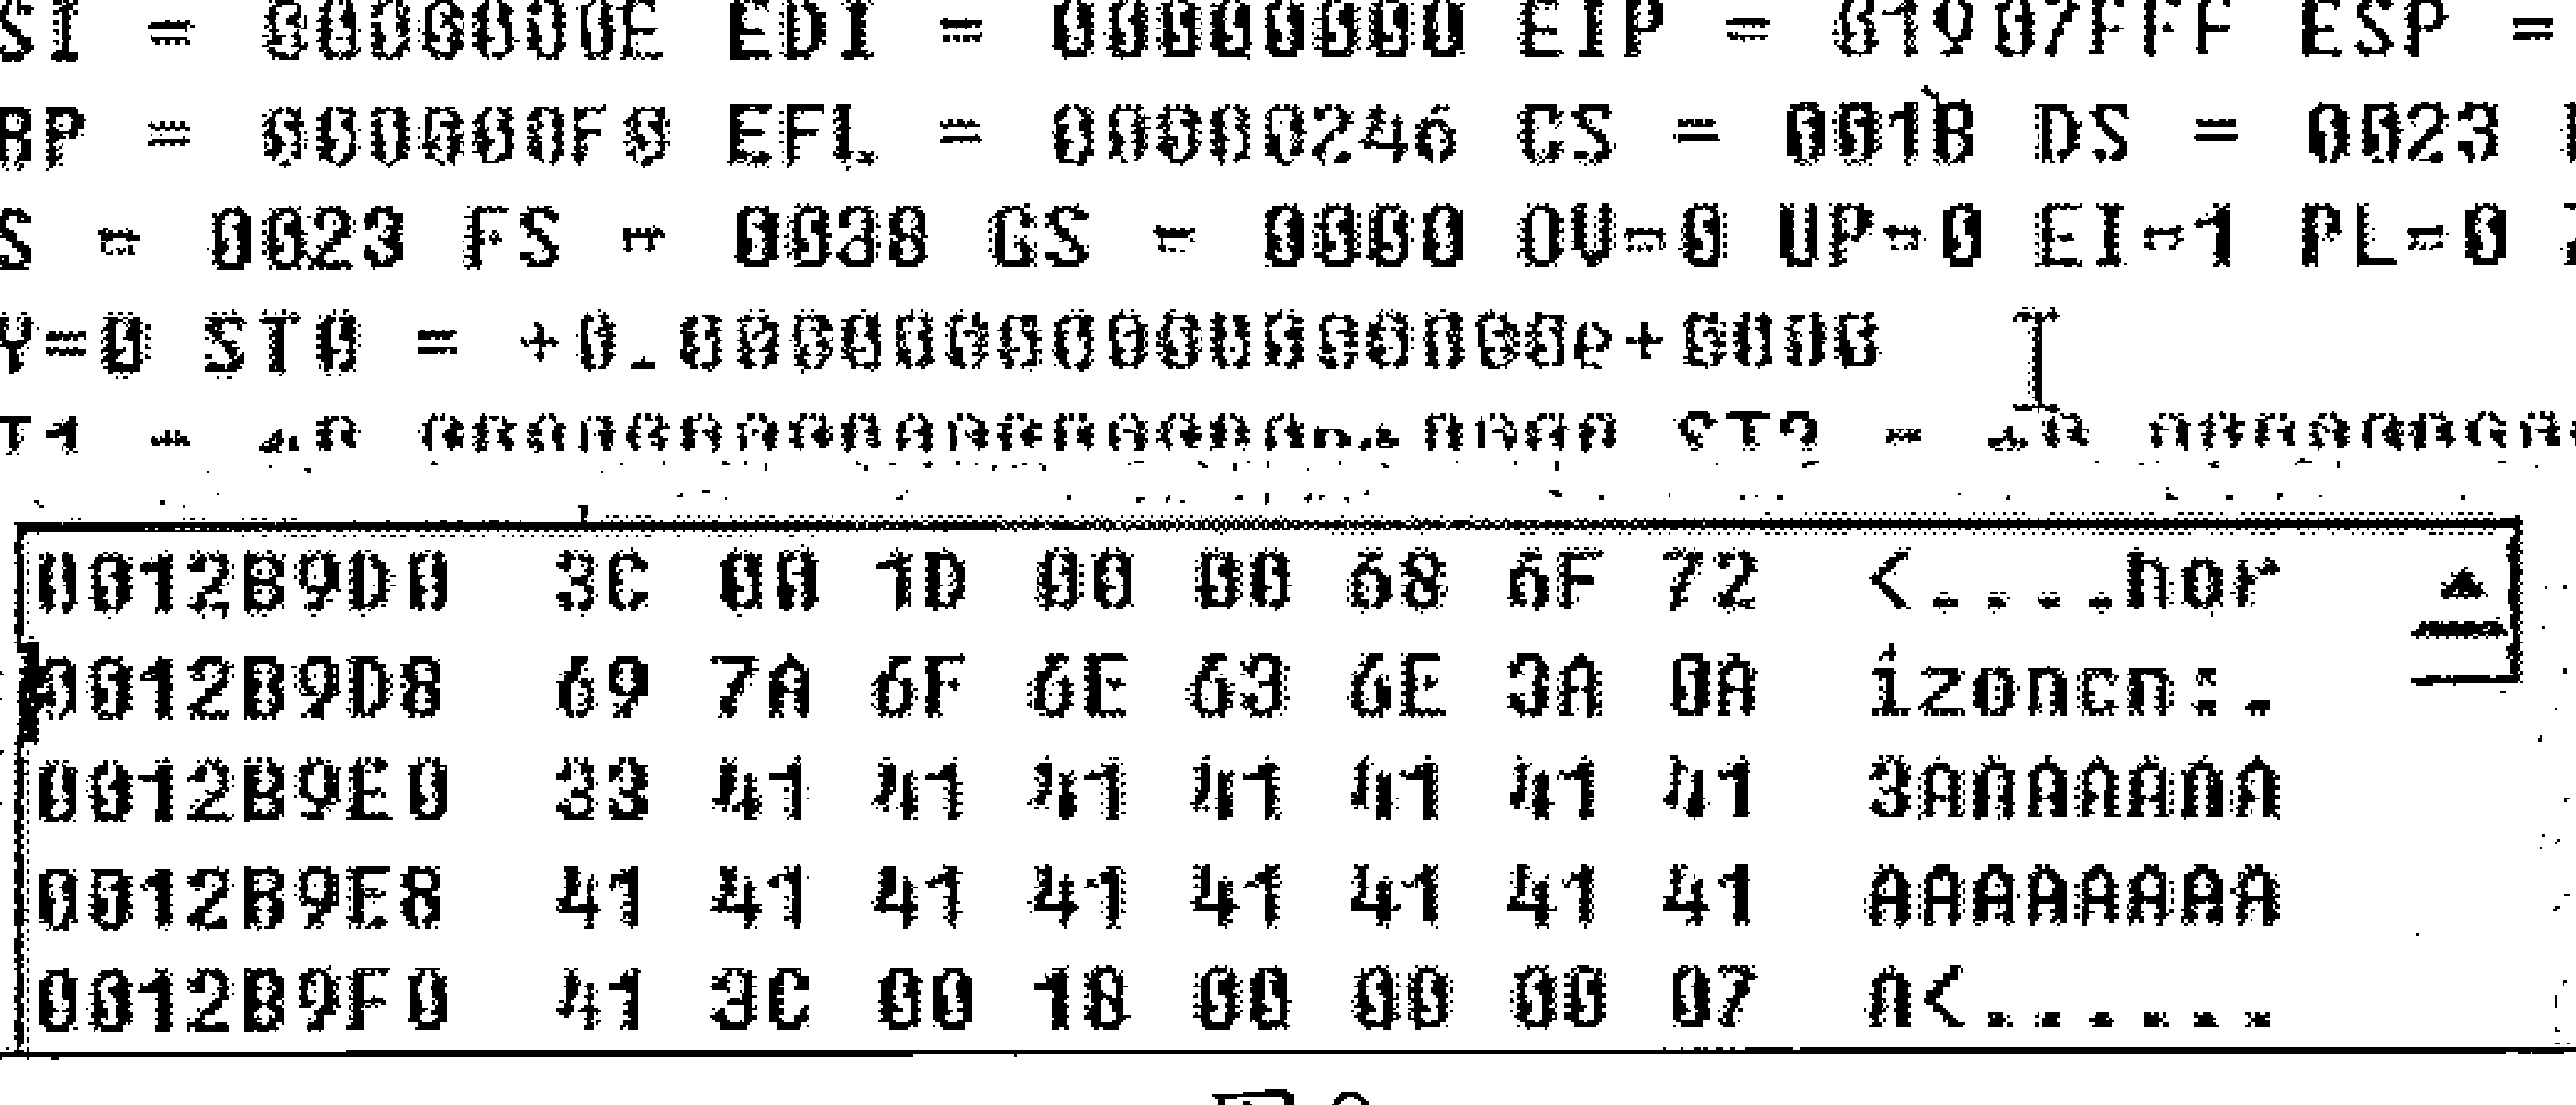 SI = 0000000E EDI = 00000000 EIP = 01907FFF ESP =
BP = 000000F0 EFL = 00000246 CS = 001B DS = 0023
S = 0023 FS = 0038 GS = 0000 OV=0 UP=0 EI=1 PL=0
Y=0 ST0 = +0.00000000000000000e+0000
0012B9D0 3C 00 1D 00 00 68 6F 72 <....hor
0012B9D8 69 7A 6F 6E 63 6E 3A 0A izoncn:.
0012B9E0 33 41 41 41 41 41 41 41 3AAAAAAA
0012B9E8 41 41 41 41 41 41 41 41 AAAAAAAA
0012B9F0 41 3C 00 18 00 00 00 07 A<......